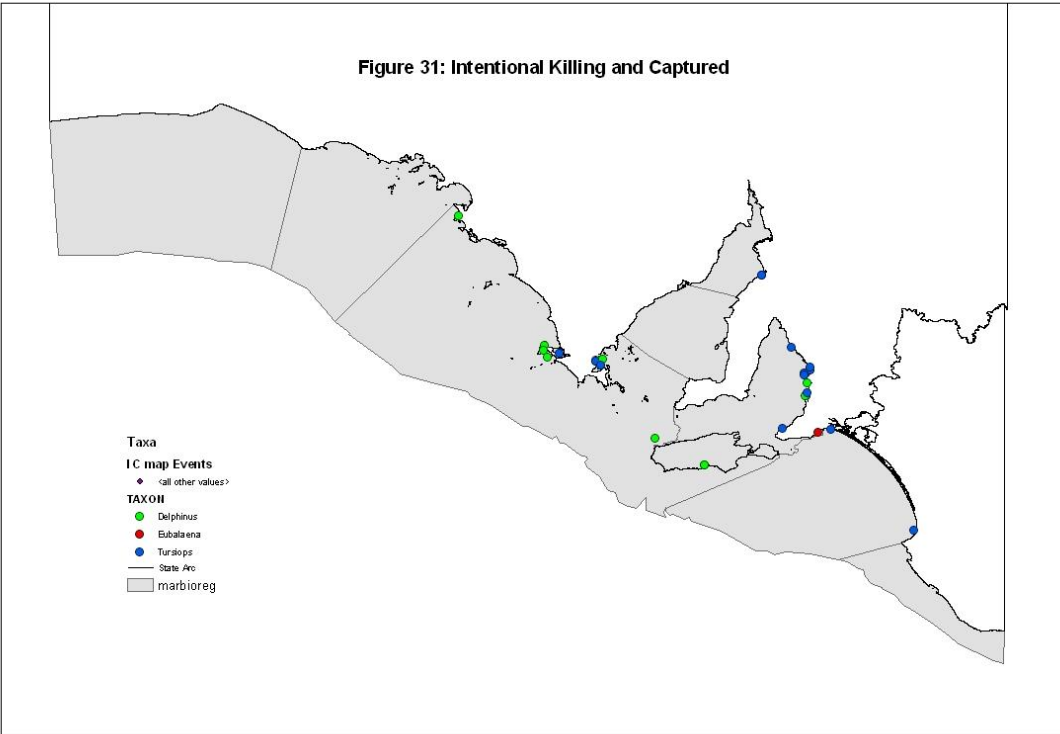 Figure 31: Intentional Killing and Captured
Taxa
I C map Events
<all other values>
TAXON
Delphinus
Eubalaena
Tursiops
State Arc
marbioreg